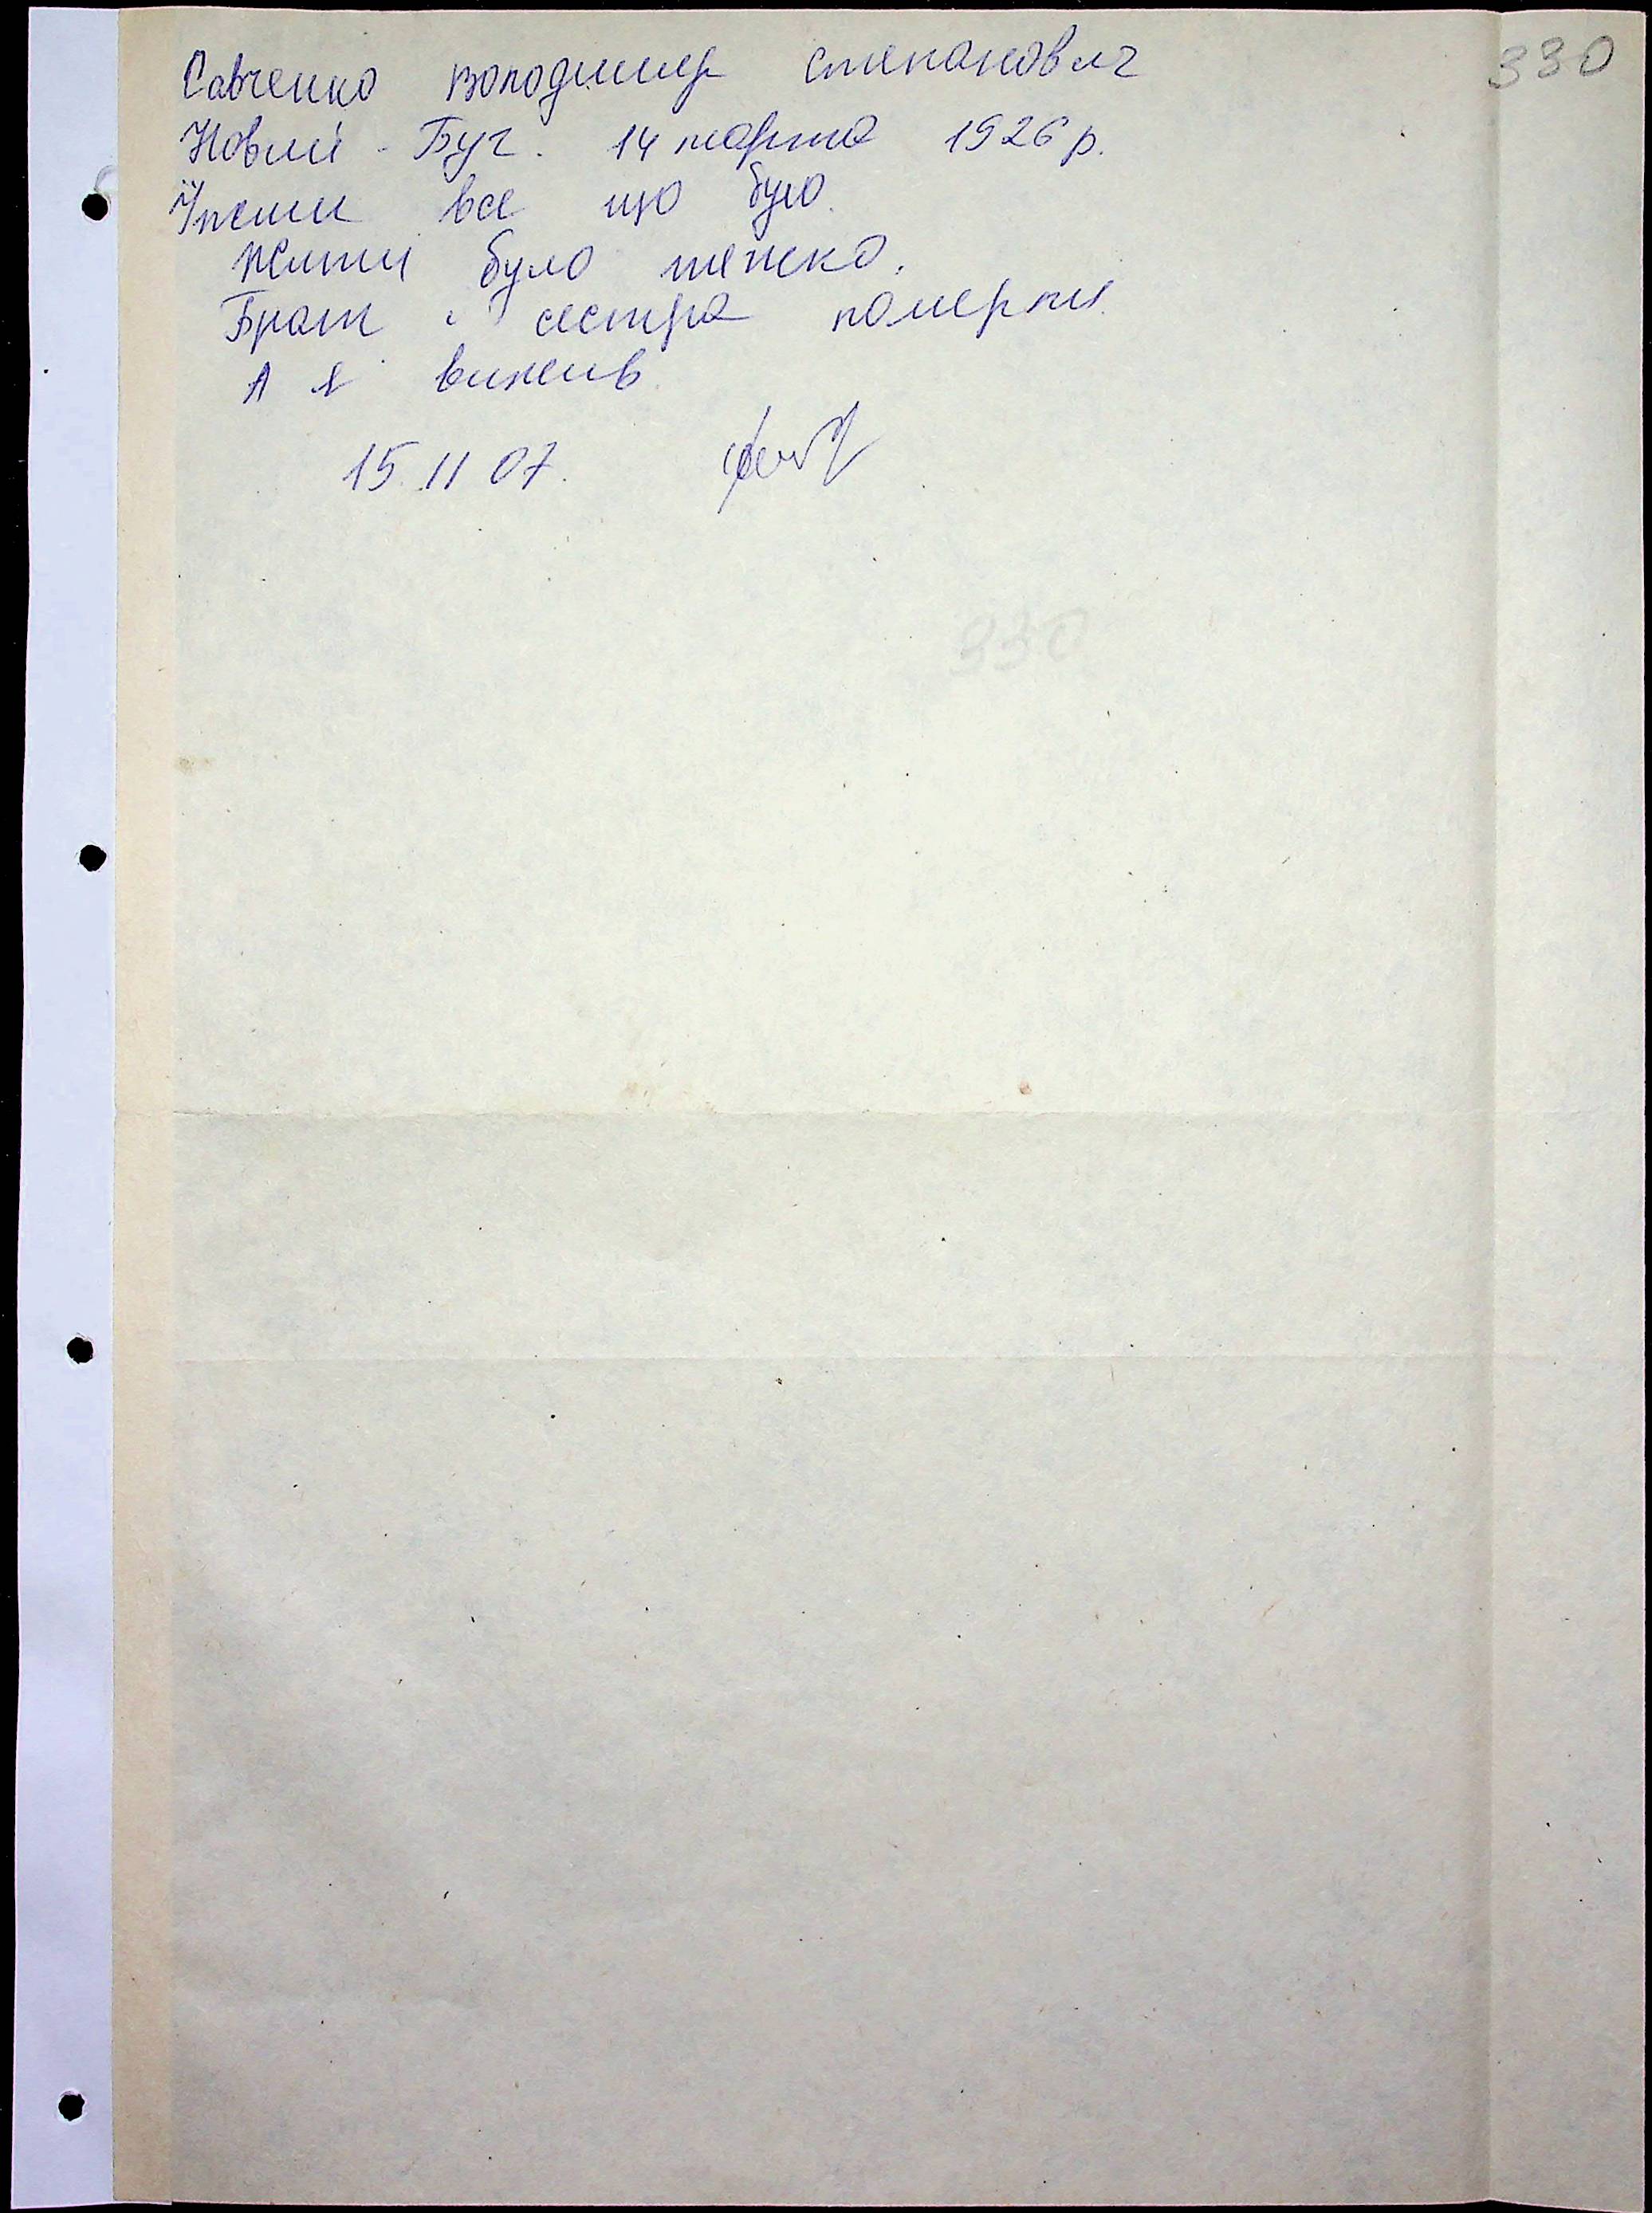 330
Савченко Володимир Степанович
Новий - Буг. 14 марта 1926 р.
Їжили все що було.
Жити було тяжко.
Брат і сестра померли.
А я вижив
15.11 07.
330